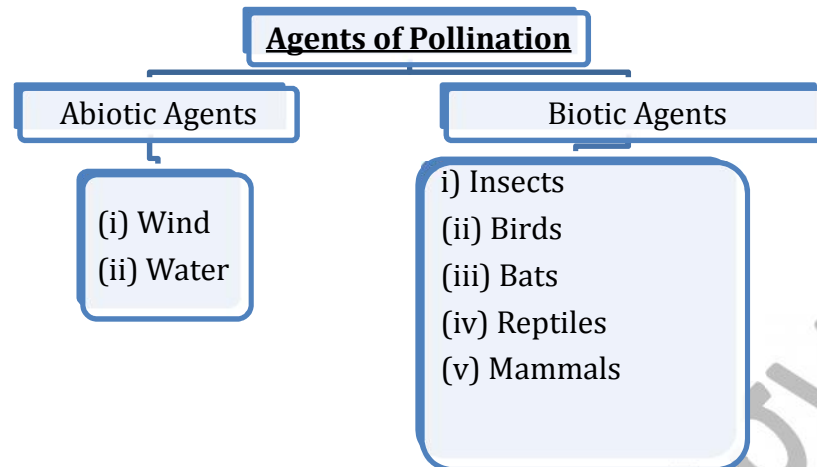 Agents of Pollination
Abiotic Agents
Biotic Agents
(i) Wind
(ii) Water
i) Insects
(ii) Birds
(iii) Bats
(iv) Reptiles
(v) Mammals